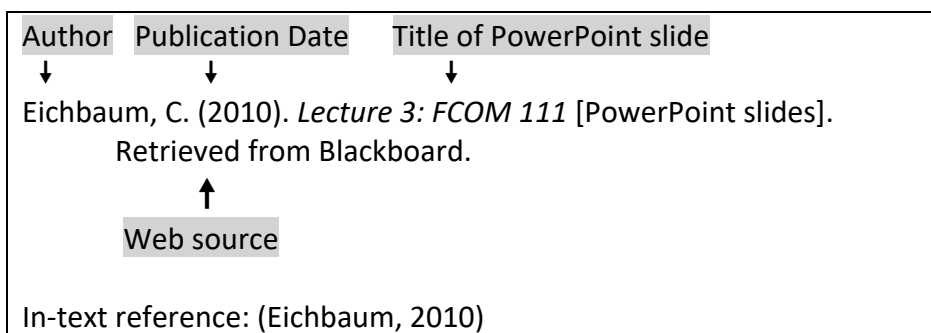 Author Publication Date Title of PowerPoint slide
Eichbaum, C. (2010). Lecture 3: FCOM 111 [PowerPoint slides].
Retrieved from Blackboard.
Web source
In-text reference: (Eichbaum, 2010)